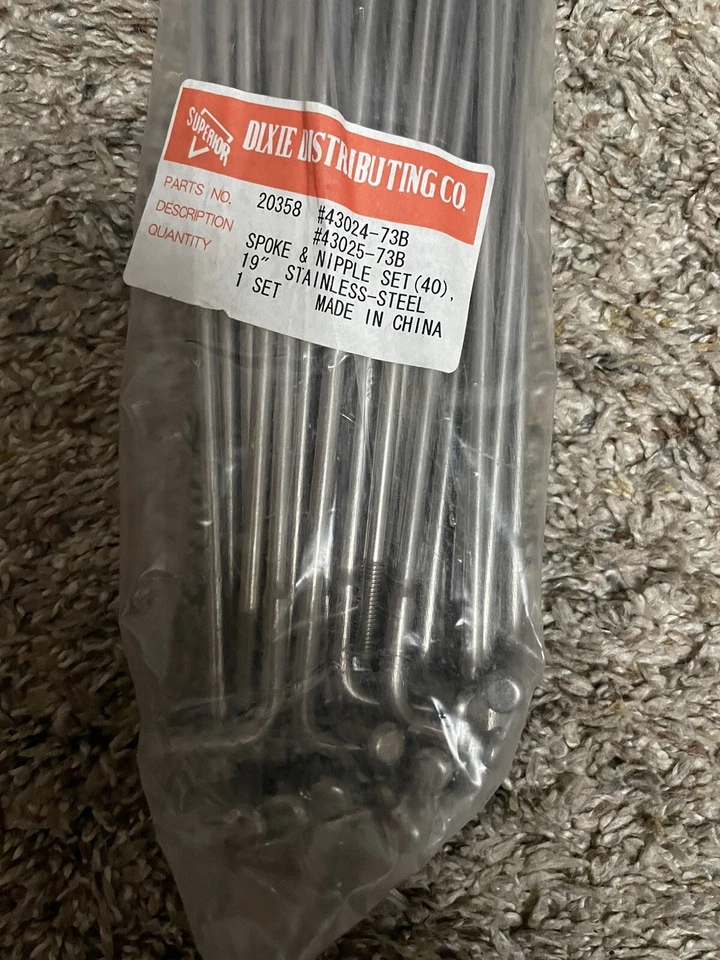 SUPERIOR
DIXIE DISTRIBUTING CO.
PARTS NO. 20358 #43024-73B
#43025-73B
DESCRIPTION SPOKE & NIPPLE SET(40),
19" STAINLESS-STEEL
QUANTITY 1 SET MADE IN CHINA